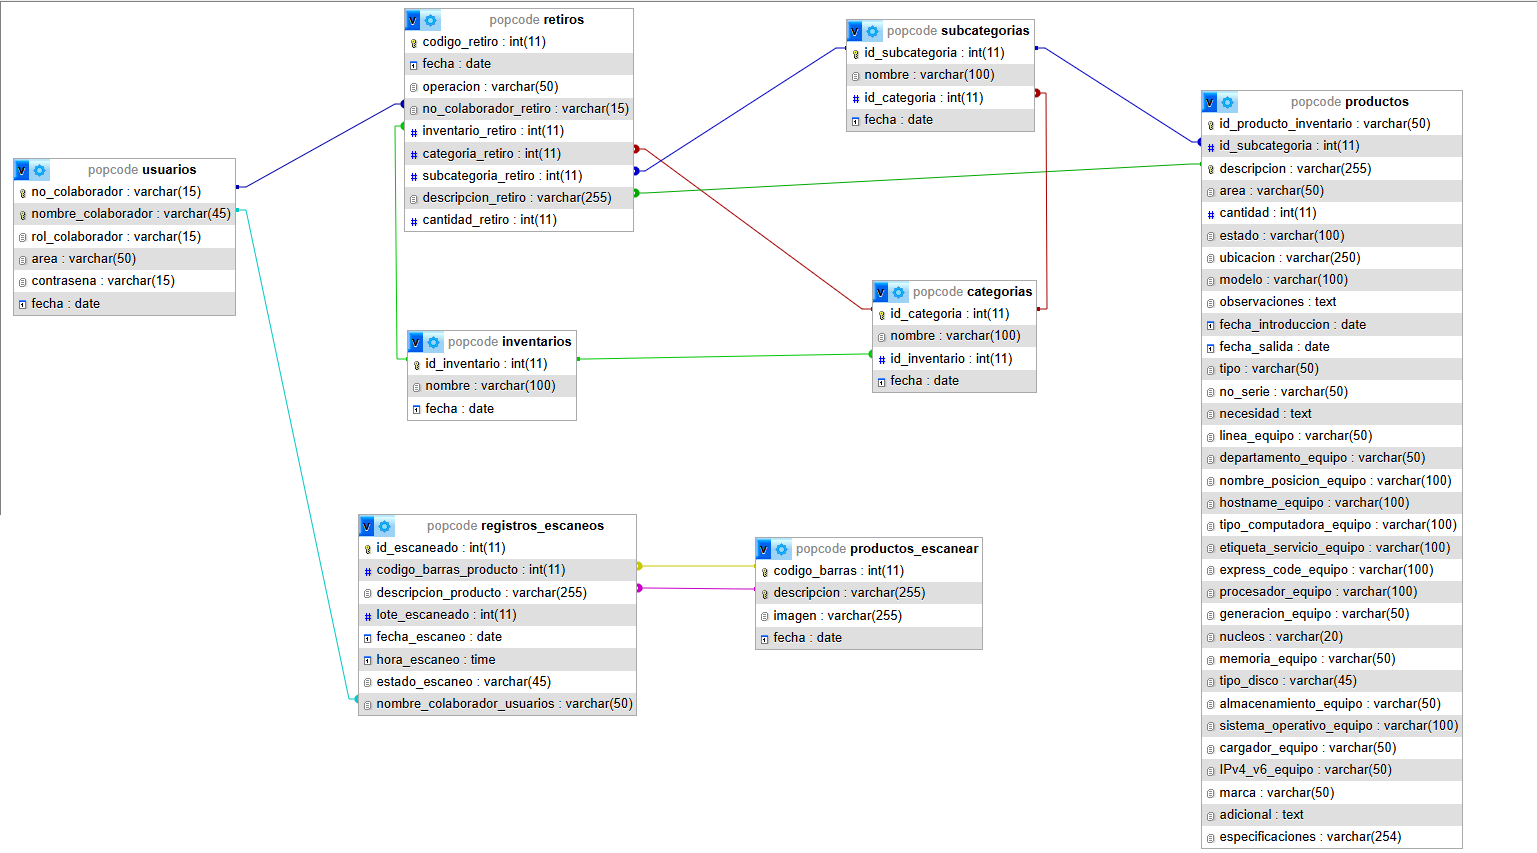 popcode retiros
codigo_retiro : int(11)
fecha : date
operacion : varchar(50)
no_colaborador_retiro : varchar(15)
inventario_retiro : int(11)
categoria_retiro : int(11)
subcategoria_retiro : int(11)
descripcion_retiro : varchar(255)
cantidad_retiro : int(11)
popcode subcategorias
id_subcategoria : int(11)
nombre : varchar(100)
id_categoria : int(11)
fecha : date
popcode productos
id_producto_inventario : varchar(50)
id_subcategoria : int(11)
descripcion : varchar(255)
area : varchar(50)
cantidad : int(11)
estado : varchar(100)
ubicacion : varchar(250)
modelo : varchar(100)
observaciones : text
fecha_introduccion : date
fecha_salida : date
tipo : varchar(50)
no_serie : varchar(50)
necesidad : text
linea_equipo : varchar(50)
departamento_equipo : varchar(50)
nombre_posicion_equipo : varchar(100)
hostname_equipo : varchar(100)
tipo_computadora_equipo : varchar(100)
etiqueta_servicio_equipo : varchar(100)
express_code_equipo : varchar(100)
procesador_equipo : varchar(100)
generacion_equipo : varchar(50)
nucleos : varchar(20)
memoria_equipo : varchar(50)
tipo_disco : varchar(45)
almacenamiento_equipo : varchar(50)
sistema_operativo_equipo : varchar(100)
cargador_equipo : varchar(50)
IPv4_v6_equipo : varchar(50)
marca : varchar(50)
adicional : text
especificaciones : varchar(254)
popcode usuarios
no_colaborador : varchar(15)
nombre_colaborador : varchar(45)
rol_colaborador : varchar(15)
area : varchar(50)
contrasena : varchar(15)
fecha : date
popcode categorias
id_categoria : int(11)
nombre : varchar(100)
id_inventario : int(11)
fecha : date
popcode inventarios
id_inventario : int(11)
nombre : varchar(100)
fecha : date
popcode registros_escaneos
id_escaneado : int(11)
codigo_barras_producto : int(11)
descripcion_producto : varchar(255)
lote_escaneado : int(11)
fecha_escaneo : date
hora_escaneo : time
estado_escaneo : varchar(45)
nombre_colaborador_usuarios : varchar(50)
popcode productos_escanear
codigo_barras : int(11)
descripcion : varchar(255)
imagen : varchar(255)
fecha : date